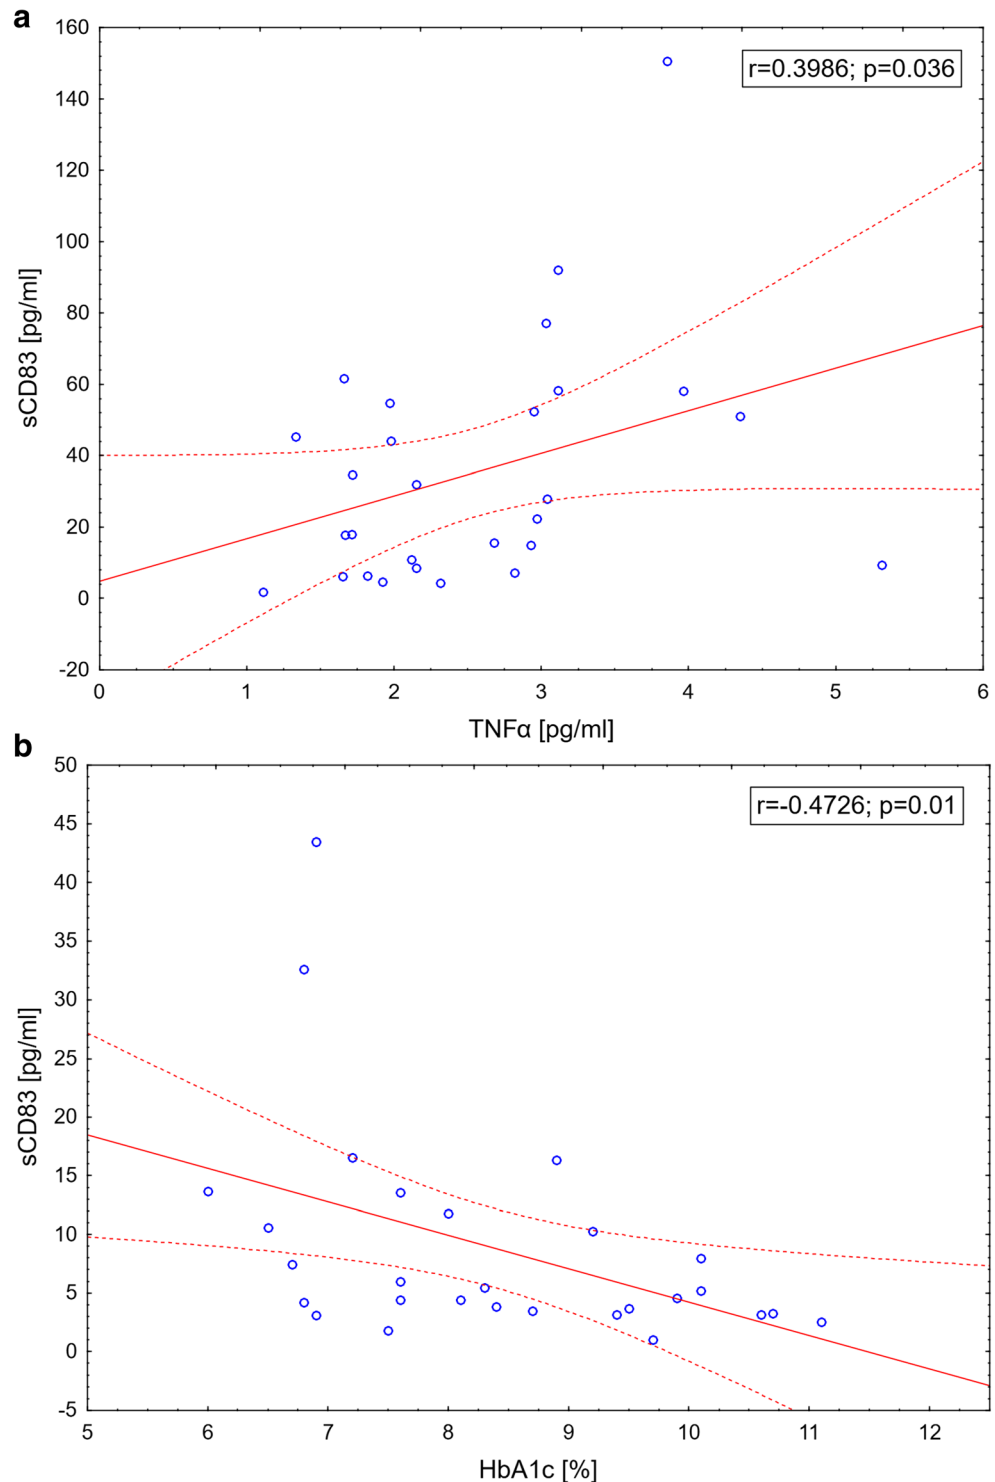 a
160
140
120
100
80
60
40
20
0
-20
sCD83 [pg/ml]
r=0.3986; p=0.036
0 1 2 3 4 5 6
TNFα [pg/ml]
b
50
45
40
35
30
25
20
15
10
5
0
-5
sCD83 [pg/ml]
r=-0.4726; p=0.01
5 6 7 8 9 10 11 12
HbA1c [%]